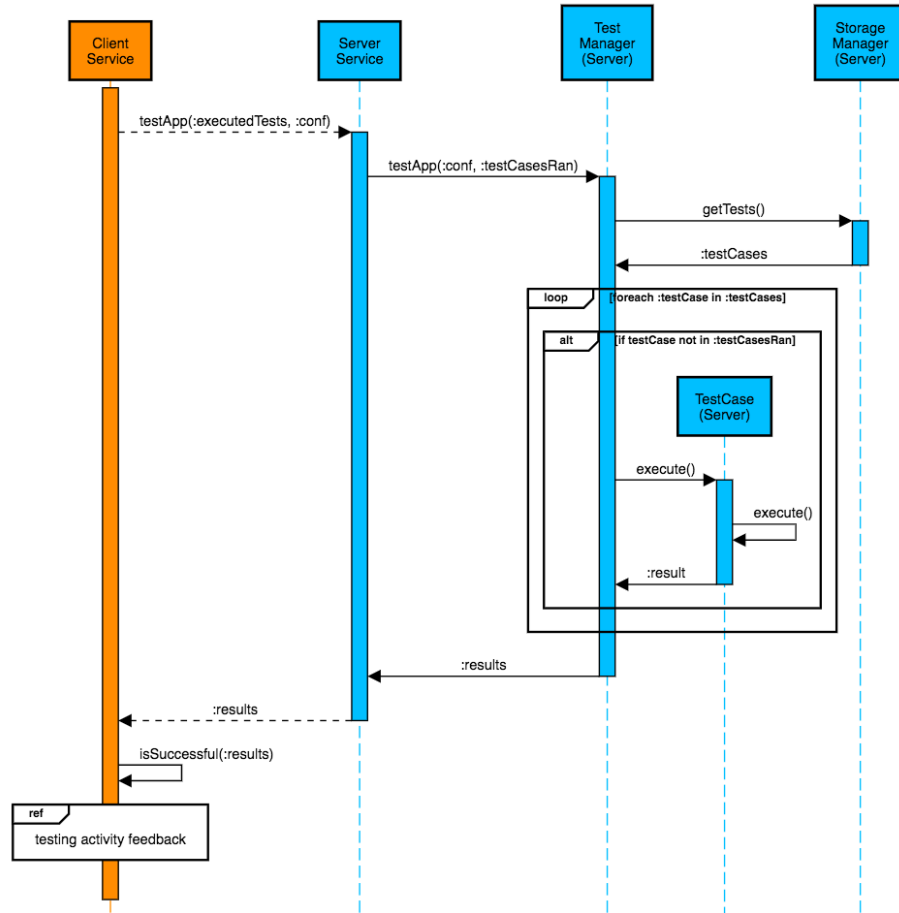 Client
Service
Server
Service
Test
Manager
(Server)
Storage
Manager
(Server)
testApp(:executedTests, :conf)
testApp(:conf, :testCasesRan)
getTests()
:testCases
loop
[foreach :testCase in :testCases]
alt
[if testCase not in :testCasesRan]
TestCase
(Server)
execute()
execute()
:result
:results
:results
isSuccessful(:results)
ref
testing activity feedback